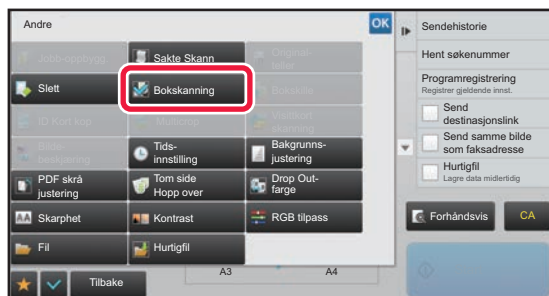 Andre
OK
Jobb-oppbygg
Sakte Skann
Original-
teller
Slett
Bokskanning
Bokskille
ID Kort kop
Multicrop
Visittkort
skanning
Bilde-
beskjæring
Tids-
innstilling
Bakgrunns-
justering
PDF skrå
justering
Tom side
Hopp over
Drop Out-
farge
Skarphet
Kontrast
RGB tilpass
Fil
Hurtigfil
Tilbake
A3
A4
Sendehistorie
Hent søkenummer
Programregistrering
Registrer gjeldende innst.
Send
destinasjonslink
Send samme bilde
som faksadresse
Hurtigfil
Lagre data midlertidig
Forhåndsvis
CA